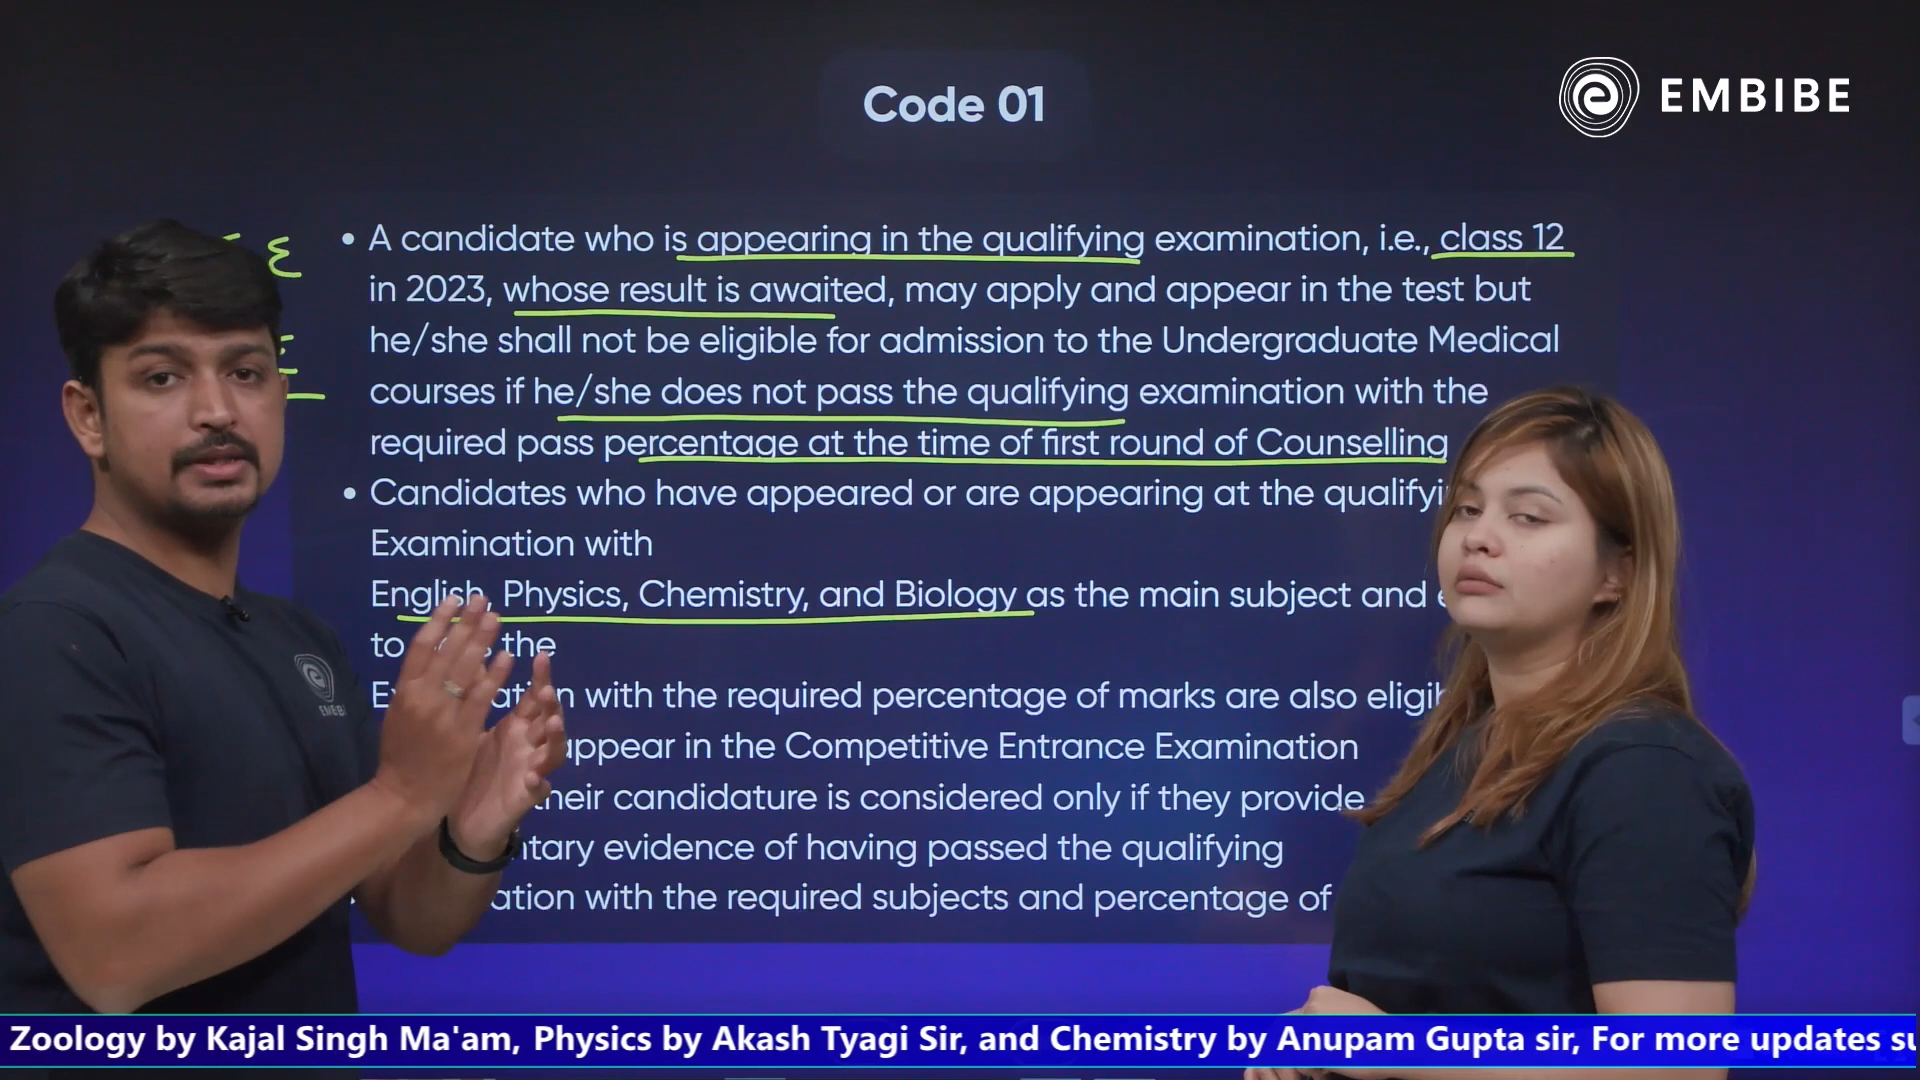 Code 01
EMBIBE
• A candidate who is appearing in the qualifying examination, i.e., class 12
in 2023, whose result is awaited, may apply and appear in the test but
he/she shall not be eligible for admission to the Undergraduate Medical
courses if he/she does not pass the qualifying examination with the
required pass percentage at the time of first round of Counselling
• Candidates who have appeared or are appearing at the
Examination with
English, Physics, Chemistry, and Biology as the main subject and
to the
with the required percentage of marks are also
appear in the Competitive Entrance Examination
their candidature is considered only if they provide
evidence of having passed the qualifying
with the required subjects and percentage of
Zoology by Kajal Singh Ma'am, Physics by Akash Tyagi Sir, and Chemistry by Anupam Gupta sir, For more updates